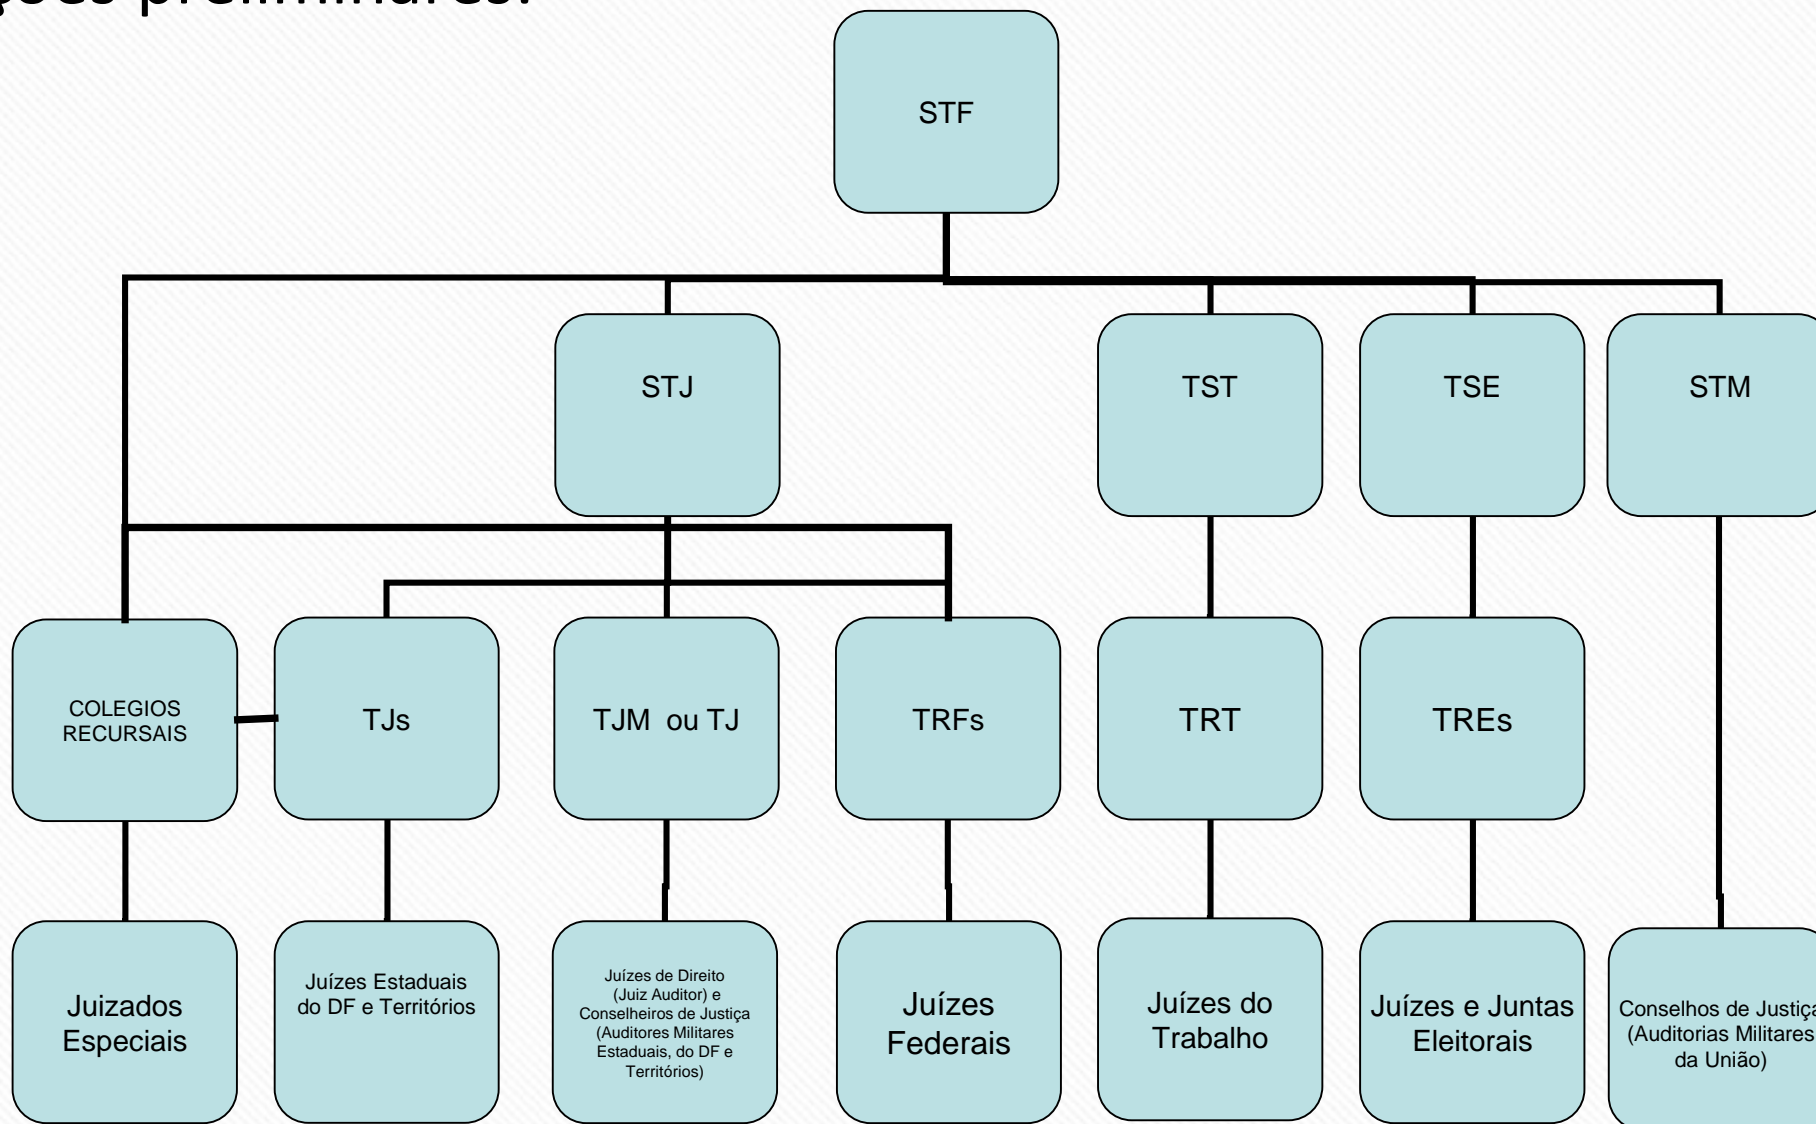 ções preliminares.
STF
STJ
TST
TSE
STM
COLEGIOS
RECURSAIS
TJs
TJM ou TJ
TRFs
TRT
TREs
Juizados
Especiais
Juízes Estaduais
do DF e Territórios
Juízes de Direito
(Juiz Auditor) e
Conselheiros de Justiça
(Auditores Militares
Estaduais, do DF e
Territórios)
Juízes
Federais
Juízes do
Trabalho
Juízes e Juntas
Eleitorais
Conselhos de Justiça
(Auditorias Militares
da União)